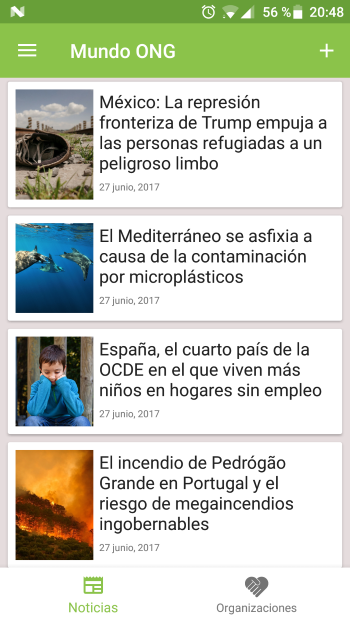 56 % 20:48
Mundo ONG
México: La represión
fronteriza de Trump empuja a
las personas refugiadas a un
peligroso limbo
27 junio, 2017
El Mediterráneo se asfixia a
causa de la contaminación
por microplásticos
27 junio, 2017
España, el cuarto país de la
OCDE en el que viven más
niños en hogares sin empleo
27 junio, 2017
El incendio de Pedrógão
Grande en Portugal y el
riesgo de megaincendios
ingobernables
27 junio, 2017
Noticias
Organizaciones